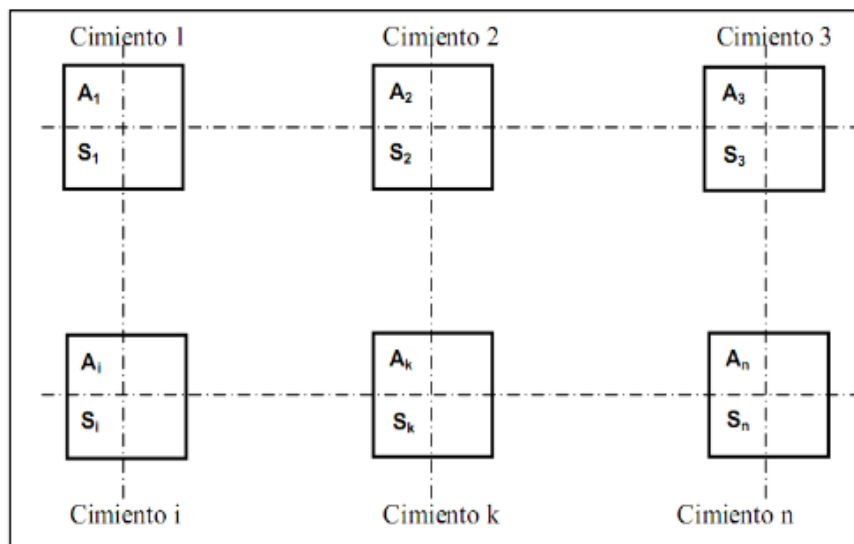 Cimiento 1 Cimiento 2 Cimiento 3
A₁ A₂ A₃
S₁ S₂ S₃
Aᵢ Aₖ Aₙ
Sᵢ Sₖ Sₙ
Cimiento i Cimiento k Cimiento n